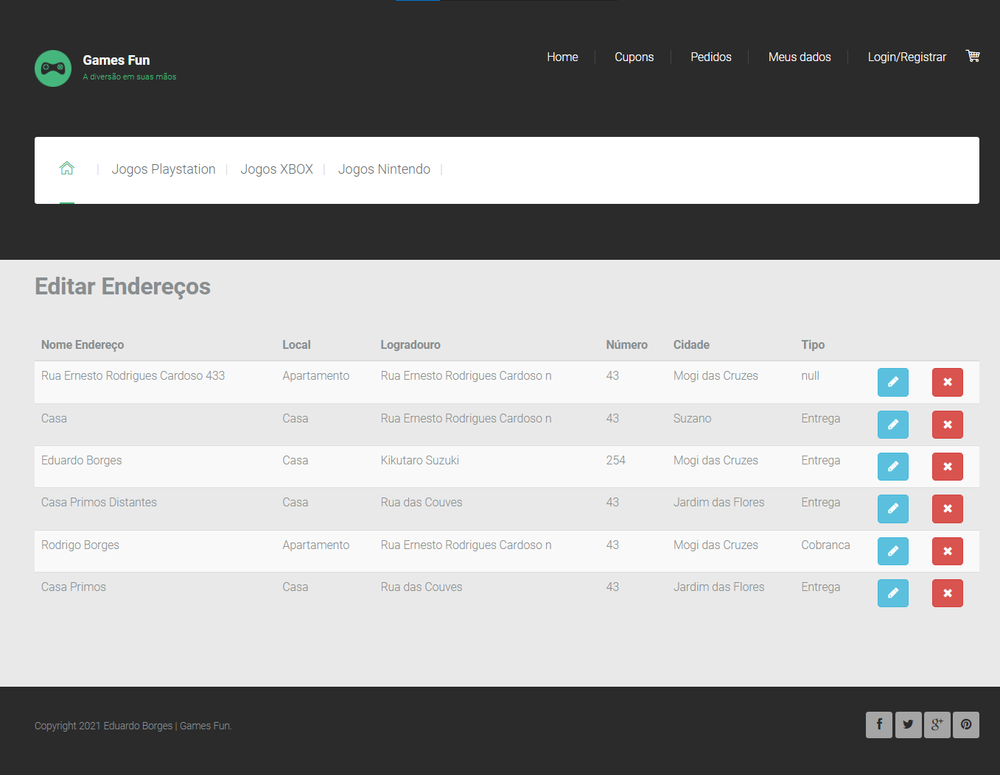 Games Fun
A diversão em suas mãos
Home
Cupons
Pedidos
Meus dados
Login/Registrar
Jogos Playstation
Jogos XBOX
Jogos Nintendo
Editar Endereços
Nome Endereço Local Logradouro Número Cidade Tipo
Rua Ernesto Rodrigues Cardoso 433 Apartamento Rua Ernesto Rodrigues Cardoso n 43 Mogi das Cruzes null
Casa Casa Rua Ernesto Rodrigues Cardoso n 43 Suzano Entrega
Eduardo Borges Casa Kikutaro Suzuki 254 Mogi das Cruzes Entrega
Casa Primos Distantes Casa Rua das Couves 43 Jardim das Flores Entrega
Rodrigo Borges Apartamento Rua Ernesto Rodrigues Cardoso n 43 Mogi das Cruzes Cobranca
Casa Primos Casa Rua das Couves 43 Jardim das Flores Entrega
Copyright 2021 Eduardo Borges | Games Fun.